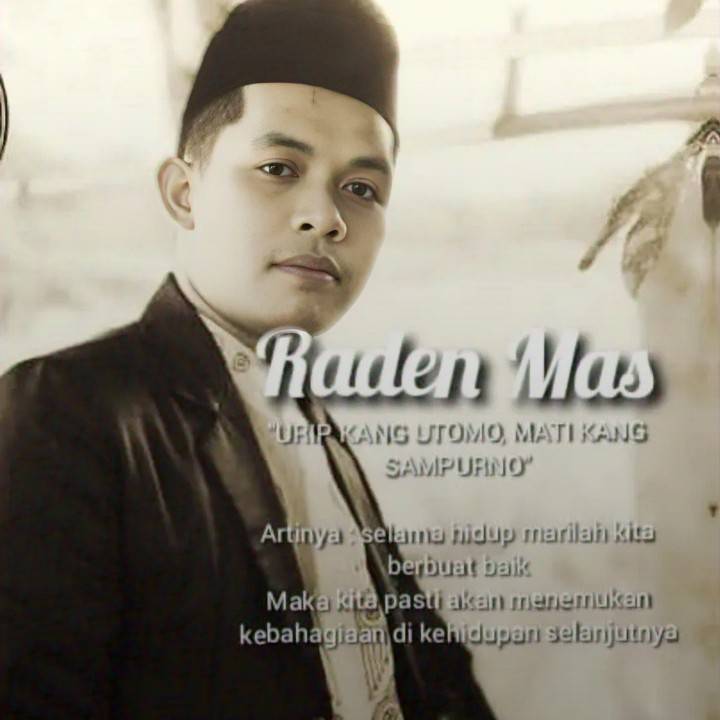 Raden Mas
"URIP KANG UTOMO, MATI KANG
SAMPURNO"
Artinya : selama hidup marilah kita
berbuat baik
Maka kita pasti akan menemukan
kebahagiaan di kehidupan selanjutnya